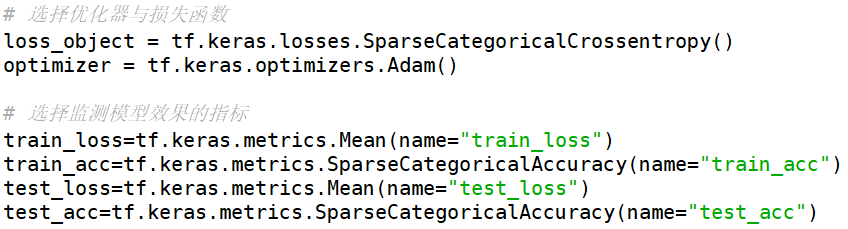 # 选择优化器与损失函数
loss_object = tf.keras.losses.SparseCategoricalCrossentropy()
optimizer = tf.keras.optimizers.Adam()
# 选择监测模型效果的指标
train_loss=tf.keras.metrics.Mean(name="train_loss")
train_acc=tf.keras.metrics.SparseCategoricalAccuracy(name="train_acc")
test_loss=tf.keras.metrics.Mean(name="test_loss")
test_acc=tf.keras.metrics.SparseCategoricalAccuracy(name="test_acc")